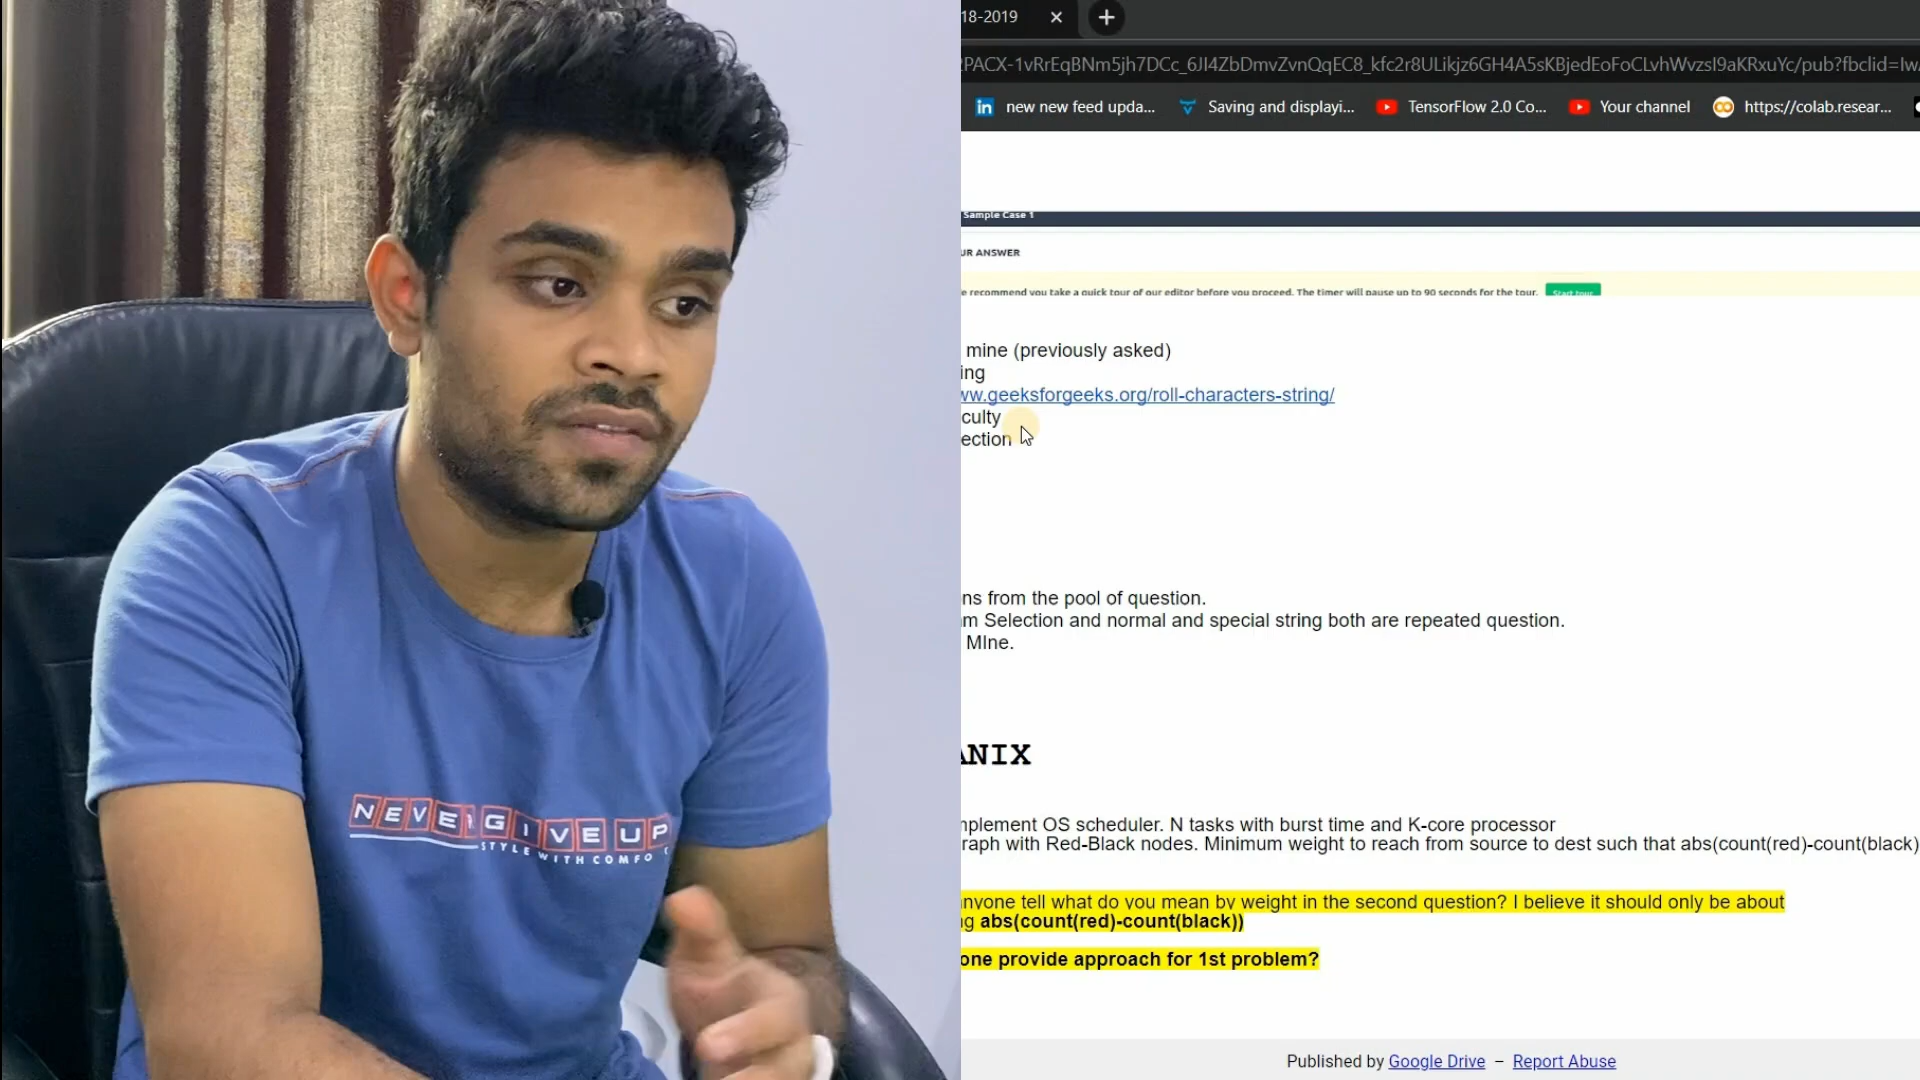 NEVER GIVE UP
STYLE WITH COMFO
18-2019
PACX-1vRrEqBNm5jh7DCc_6JI4ZbDmvZvnQqEC8_kfc2r8ULikjz6GH4A5sKBjedEoFoCLvhWvzsI9aKRxuYc/pub?fbclid=Iw
new new feed upda...
Saving and displayi...
TensorFlow 2.0 Co...
Your channel
https://colab.resear...
Sample Case 1
UR ANSWER
e recommend you take a quick tour of our editor before you proceed. The timer will pause up to 90 seconds for the tour. Start tour
mine (previously asked)
ing
ww.geeksforgeeks.org/roll-characters-string/
culty
ection
ns from the pool of question.
m Selection and normal and special string both are repeated question.
MIne.
ANIX
mplement OS scheduler. N tasks with burst time and K-core processor
raph with Red-Black nodes. Minimum weight to reach from source to dest such that abs(count(red)-count(black)
anyone tell what do you mean by weight in the second question? I believe it should only be about
ng abs(count(red)-count(black))
one provide approach for 1st problem?
Published by Google Drive – Report Abuse